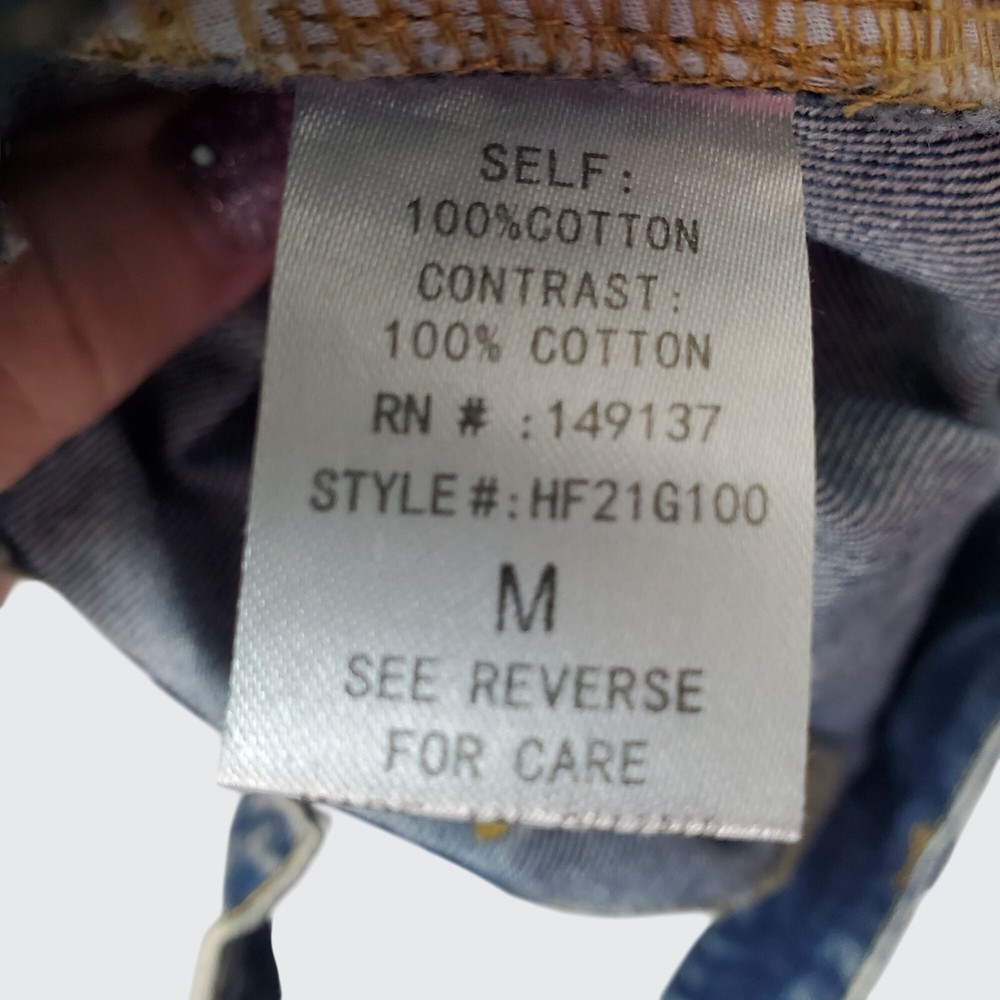 SELF:
100%COTTON
CONTRAST:
100% COTTON
RN # :149137
STYLE#:HF21G100
M
SEE REVERSE
FOR CARE